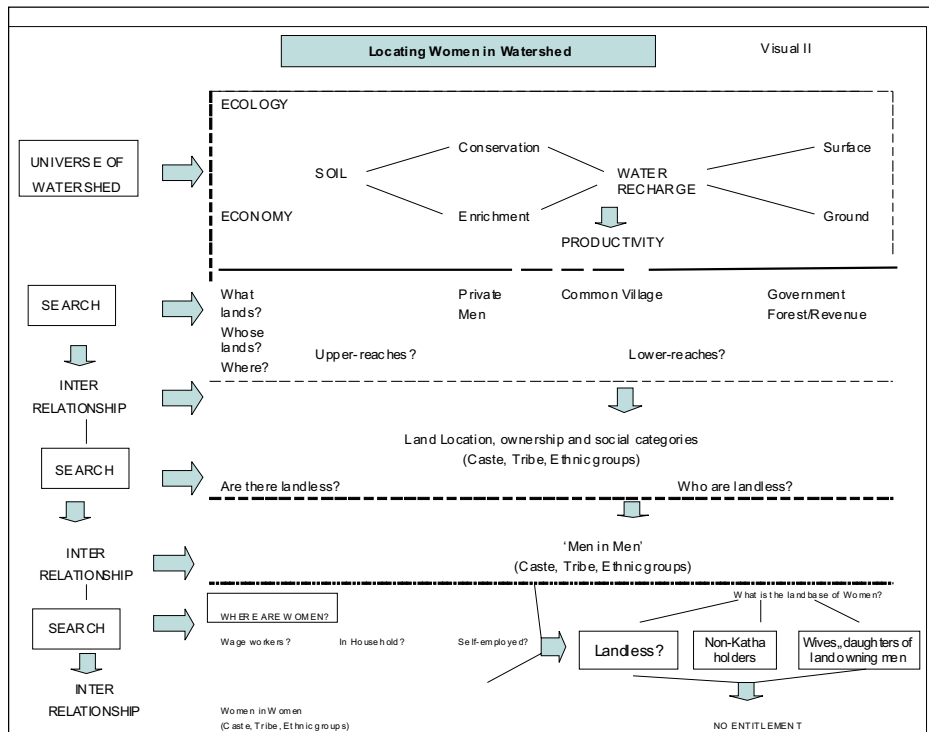 Locating Women in Watershed
Visual II
ECOLOGY
UNIVERSE OF
WATERSHED
SOIL
Conservation
Enrichment
WATER
RECHARGE
Surface
Ground
ECONOMY
PRODUCTIVITY
SEARCH
What
lands?
Whose
lands?
Where?
Private
Men
Common Village
Government
Forest/Revenue
Upper-reaches?
Lower-reaches?
INTER
RELATIONSHIP
Land Location, ownership and social categories
(Caste, Tribe, Ethnic groups)
SEARCH
Are there landless?
Who are landless?
INTER
RELATIONSHIP
'Men in Men'
(Caste, Tribe, Ethnic groups)
SEARCH
WHERE ARE WOMEN?
What is the landbase of Women?
Wage workers?
In Household?
Self-employed?
Landless?
Non-Katha
holders
Wives,,daughters of
landowning men
INTER
RELATIONSHIP
Women in Women
(Caste, Tribe, Ethnic groups)
NO ENTITLEMENT